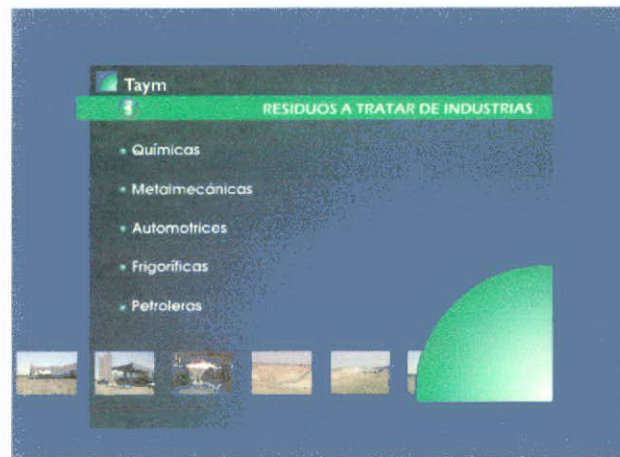 Taym
RESIDUOS A TRATAR DE INDUSTRIAS
Químicas
Metalmecánicas
Automotrices
Frigoríficas
Petroleras